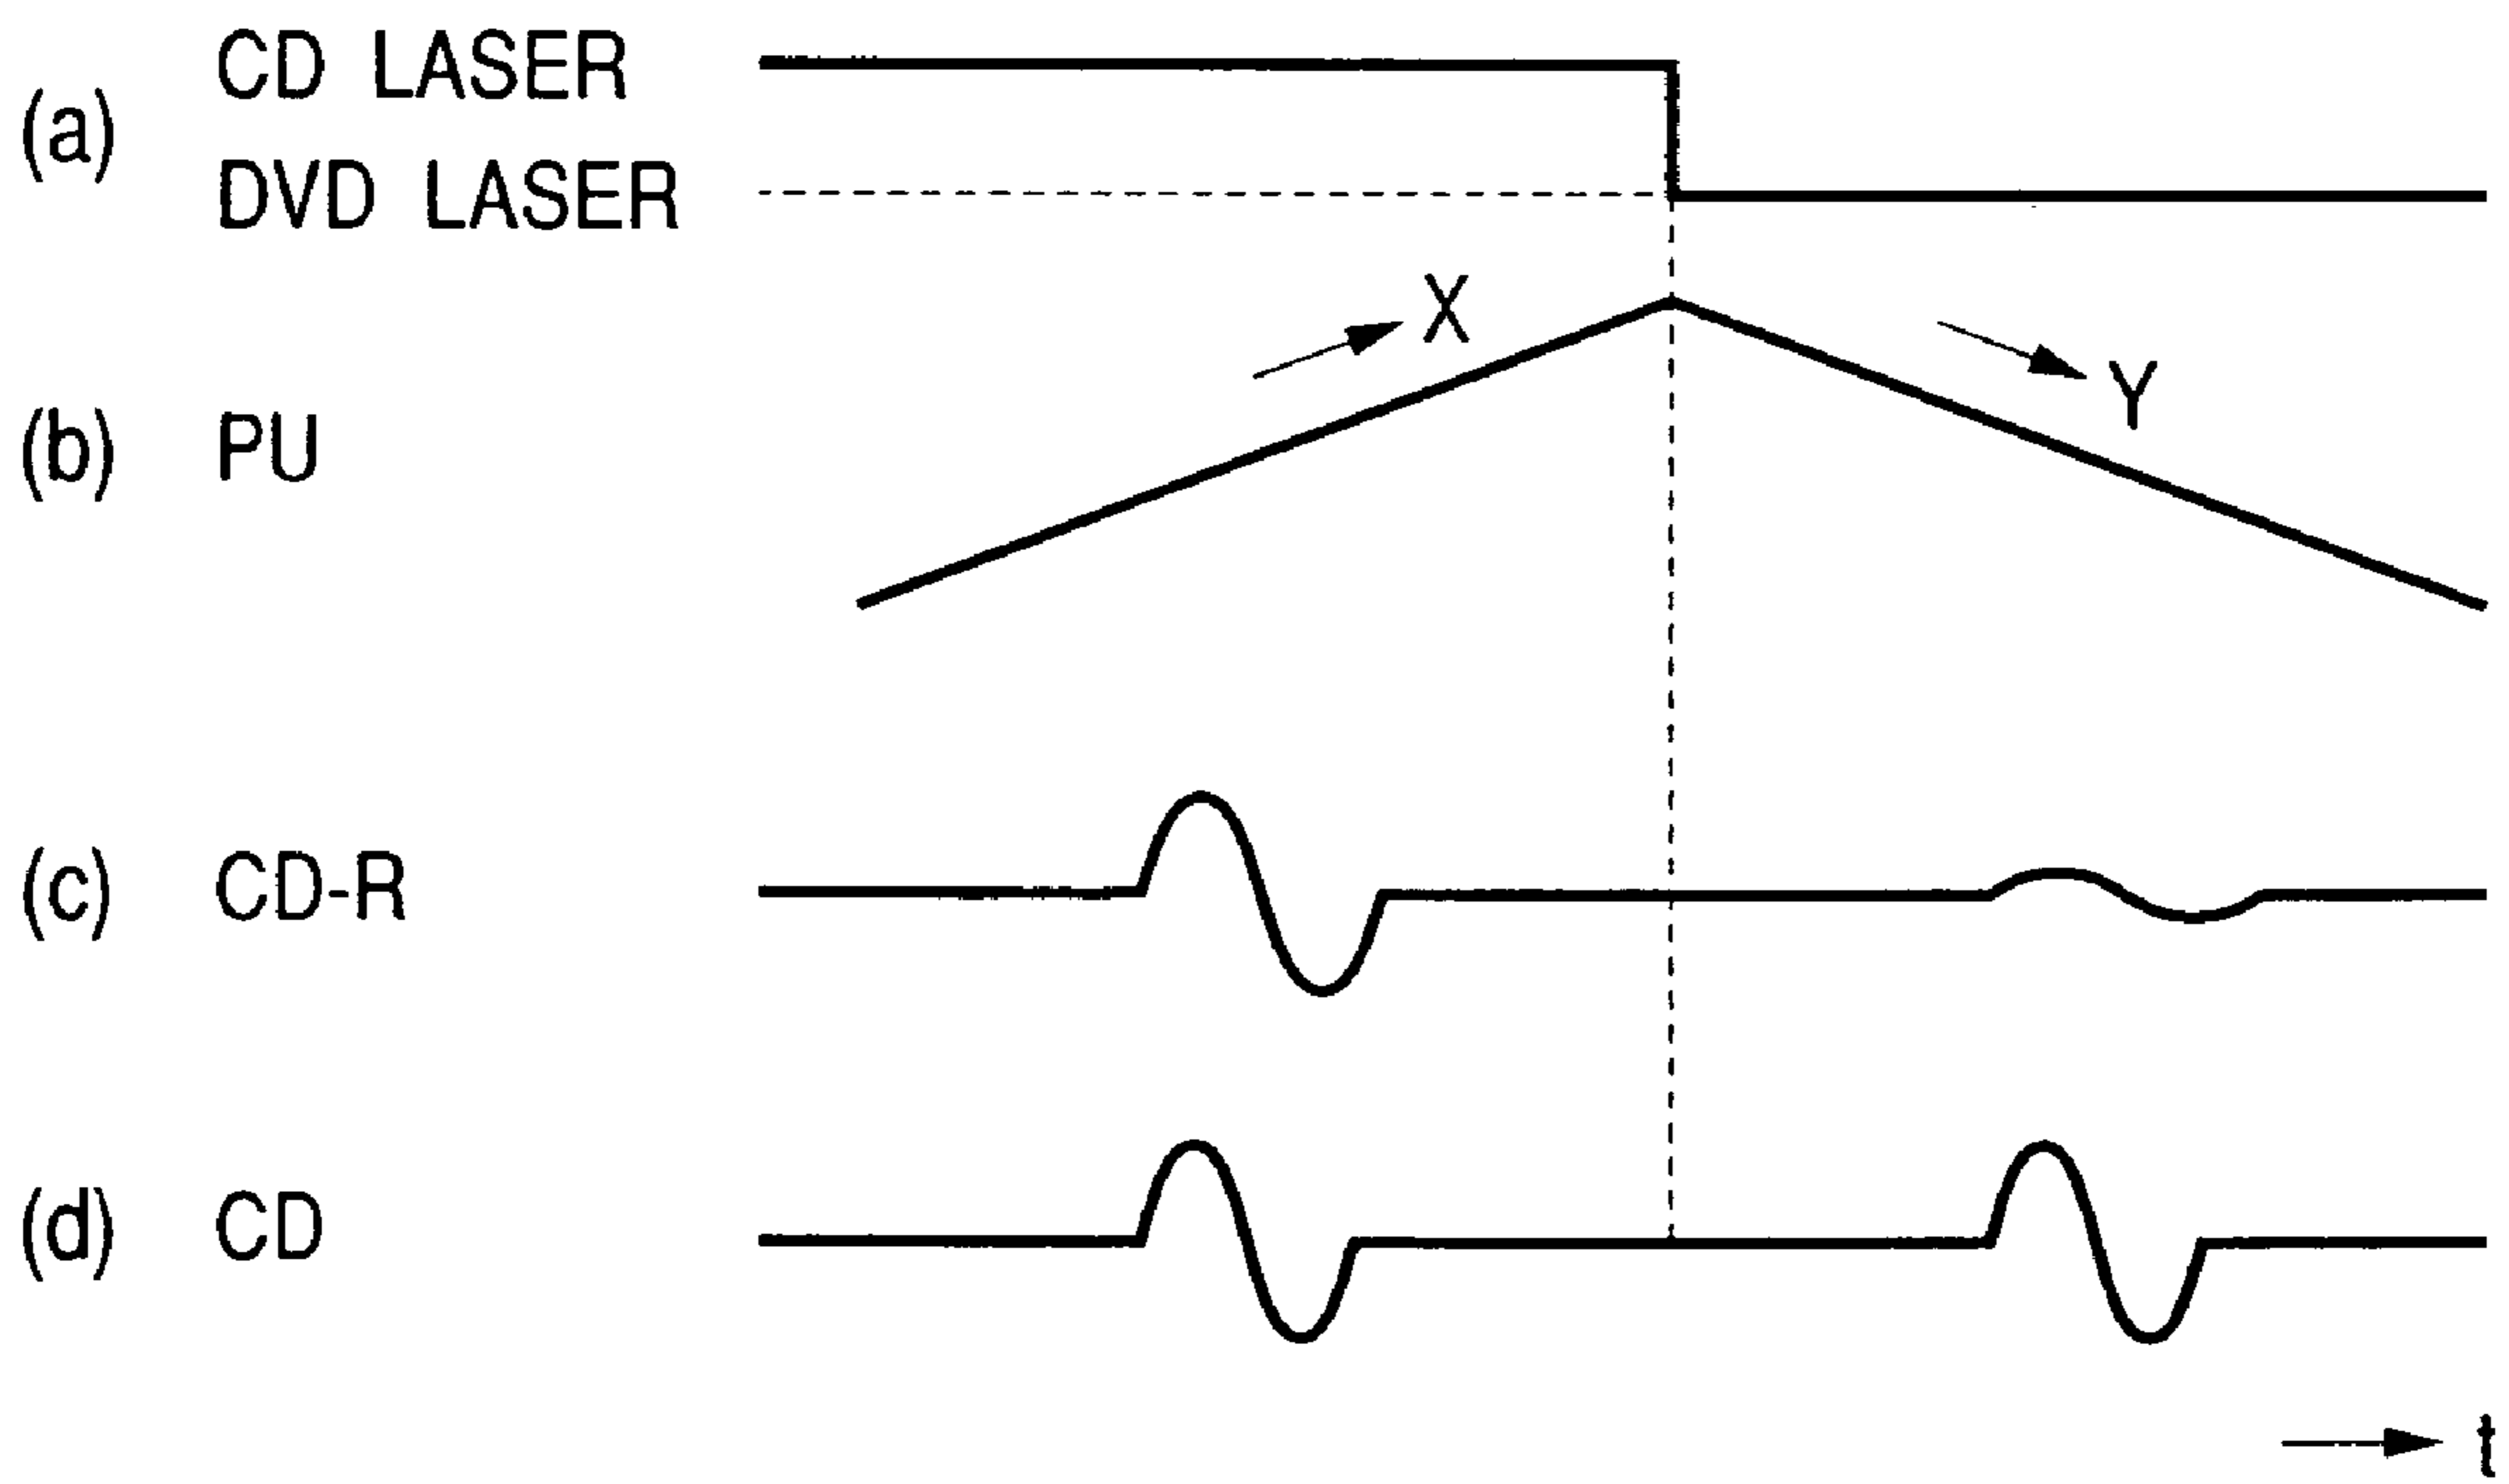 (a) CD LASER
DVD LASER
X
Y
(b) PU
(c) CD-R
(d) CD
t